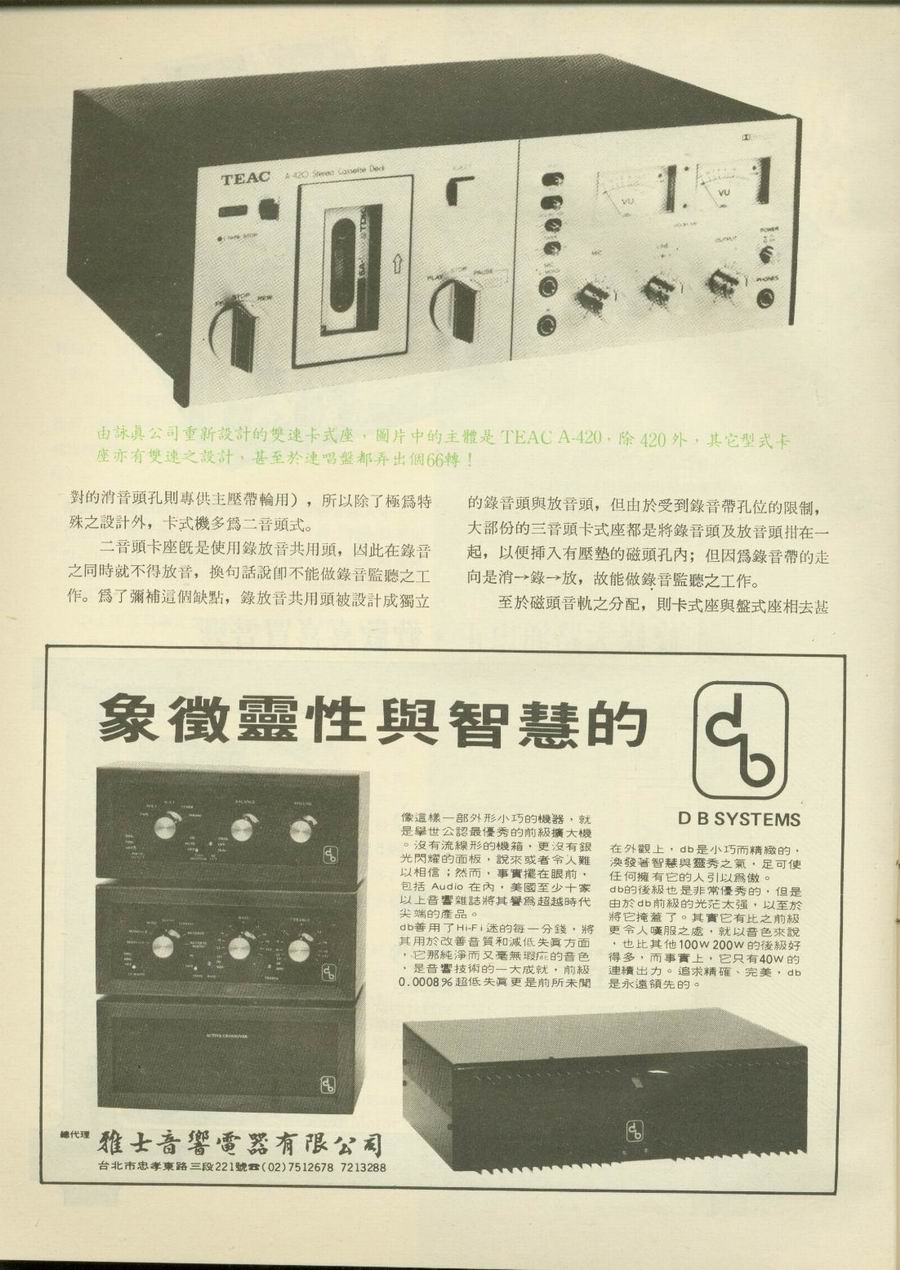 TEAC A-420 Stereo Cassette Deck
TAPE STOP
STOP REW
SA TDK
PLAY STOP PAUSE
VU
VU
MIC
LINE
OUTPUT
POWER
PHONES
由詠眞公司重新設計的雙速卡式座，圖片中的主體是 TEAC A-420，除 420 外，其它型式卡
座亦有雙速之設計，甚至於連唱盤都弄出個66轉！
對的消音頭孔則專供主壓帶輪用），所以除了極爲特
殊之設計外，卡式機多爲二音頭式。
二音頭卡座旣是使用錄放音共用頭，因此在錄音
之同時就不得放音，換句話說卽不能做錄音監聽之工
作。爲了彌補這個缺點，錄放音共用頭被設計成獨立
的錄音頭與放音頭，但由於受到錄音帶孔位的限制，
大部份的三音頭卡式座都是將錄音頭及放音頭拑在一
起，以便挿入有壓墊的磁頭孔內；但因爲錄音帶的走
向是消→錄→放，故能做錄音監聽之工作。
至於磁頭音軌之分配，則卡式座與盤式座相去甚
象徵靈性與智慧的
db
DB SYSTEMS
像這樣一部外形小巧的機器，就
是舉世公認最優秀的前級擴大機
。沒有流線形的機箱，更沒有銀
光閃耀的面板，說來或者令人難
以相信；然而，事實擺在眼前，
包括 Audio 在內，美國至少十家
以上音響雜誌將其譽爲超越時代
尖端的產品。
db善用了Hi-Fi迷的每一分錢，將
其用於改善音質和減低失眞方面
，它那純淨而又毫無瑕疵的音色
，是音響技術的一大成就，前級
0.0008%超低失眞更是前所未聞
在外觀上，db是小巧而精緻的，
渙發著智慧與靈秀之氣，足可使
任何擁有它的人引以爲傲。
db的後級也是非常優秀的，但是
由於db前級的光茫太强，以至於
將它掩蓋了。其實它有比之前級
更令人嘆服之處，就以音色來說
，也比其他100W 200W的後級好
得多，而事實上，它只有40W的
連續出力。追求精確、完美，db
是永遠領先的。
BALANCE
VOLUME
ACTIVE CROSSOVER
總代理 雅士音響電器有限公司
台北市忠孝東路三段221號☎(02)7512678 7213288